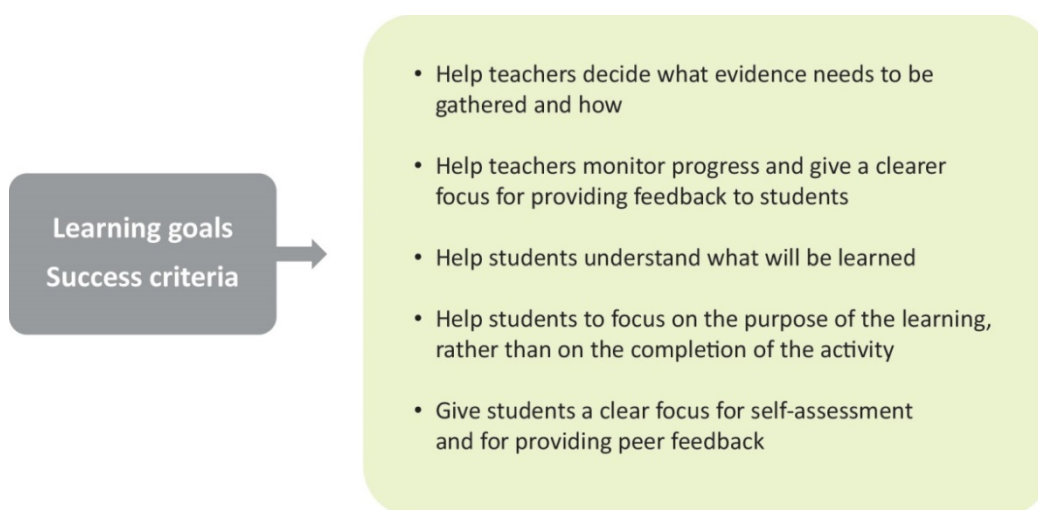 Learning goals
Success criteria
• Help teachers decide what evidence needs to be
gathered and how
• Help teachers monitor progress and give a clearer
focus for providing feedback to students
• Help students understand what will be learned
• Help students to focus on the purpose of the learning,
rather than on the completion of the activity
• Give students a clear focus for self-assessment
and for providing peer feedback